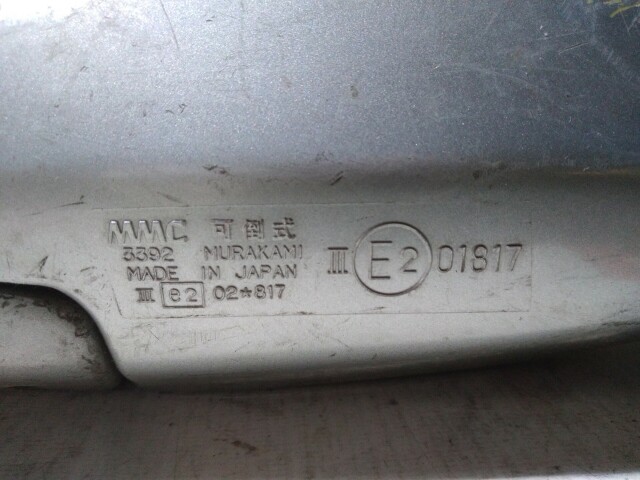 MMC 可倒式
3392 MURAKAMI
MADE IN JAPAN
III e2 02*817
III E2 01817